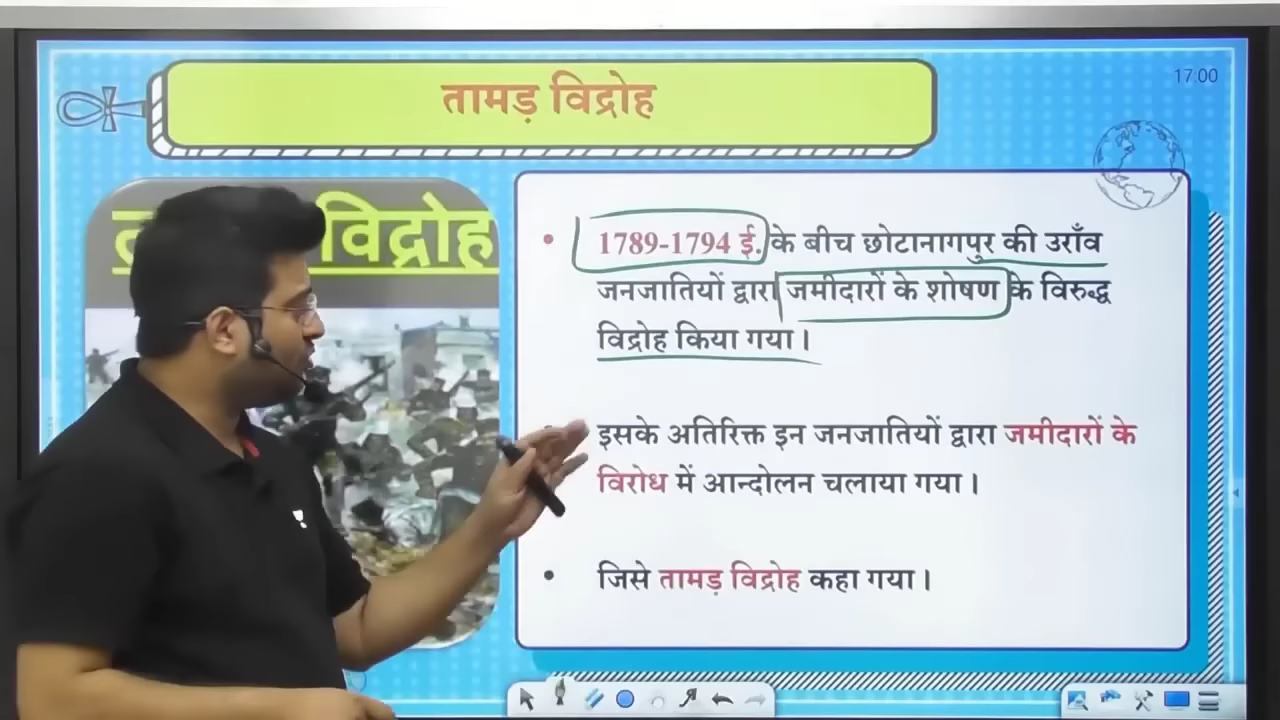 तामड़ विद्रोह
17:00
विद्रोह
1789-1794 ई. के बीच छोटानागपुर की उराँव
जनजातियों द्वारा जमीदारों के शोषण के विरुद्ध
विद्रोह किया गया।
इसके अतिरिक्त इन जनजातियों द्वारा जमीदारों के
विरोध में आन्दोलन चलाया गया।
जिसे तामड़ विद्रोह कहा गया।